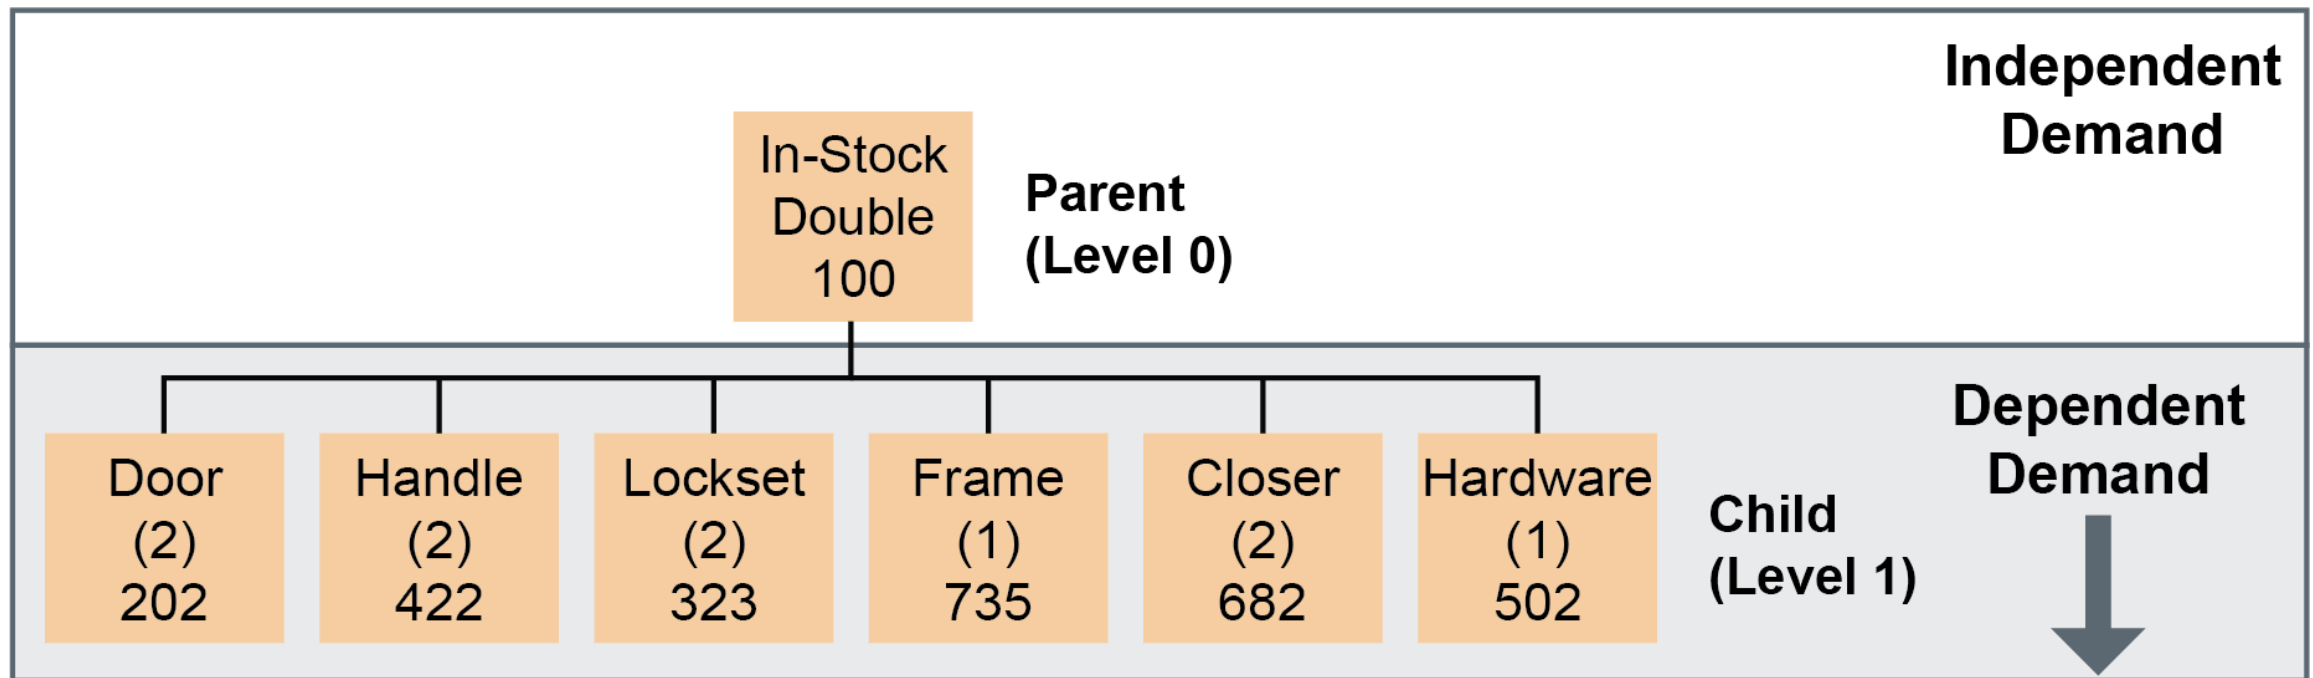 Independent
Demand
In-Stock
Double
100
Parent
(Level 0)
Dependent
Demand
Door
(2)
202
Handle
(2)
422
Lockset
(2)
323
Frame
(1)
735
Closer
(2)
682
Hardware
(1)
502
Child
(Level 1)